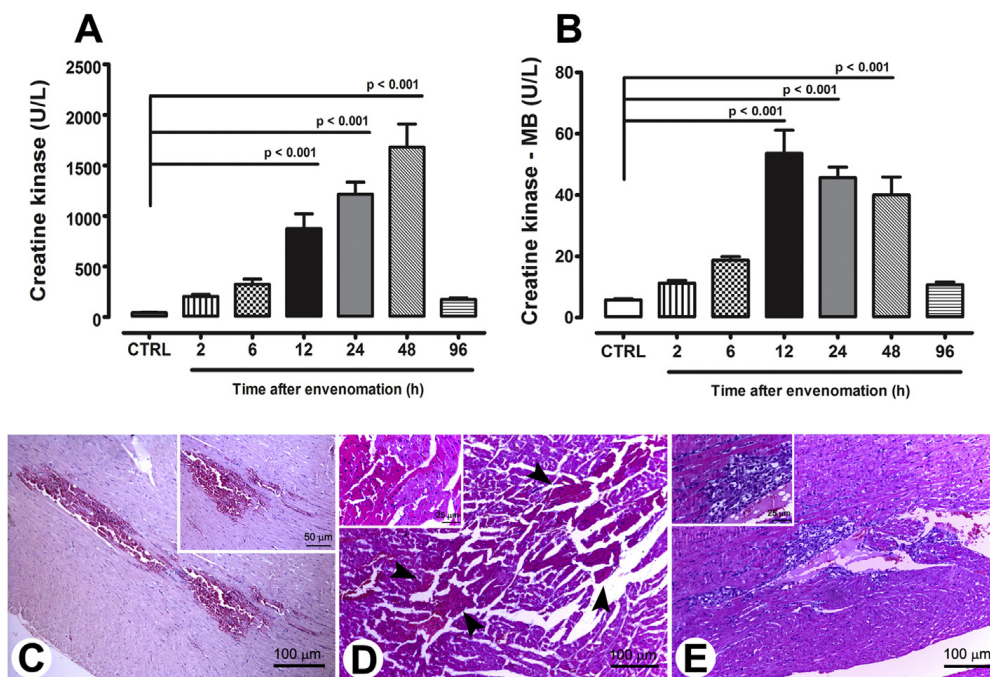 A
Creatine kinase (U/L)
2500
2000
1500
1000
500
0
p < 0.001
p < 0.001
p < 0.001
CTRL 2 6 12 24 48 96
Time after envenomation (h)
B
Creatine kinase - MB (U/L)
80
60
40
20
0
p < 0.001
p < 0.001
p < 0.001
CTRL 2 6 12 24 48 96
Time after envenomation (h)
50 µm
C
100 µm
25 µm
D
100 µm
25 µm
E
100 µm